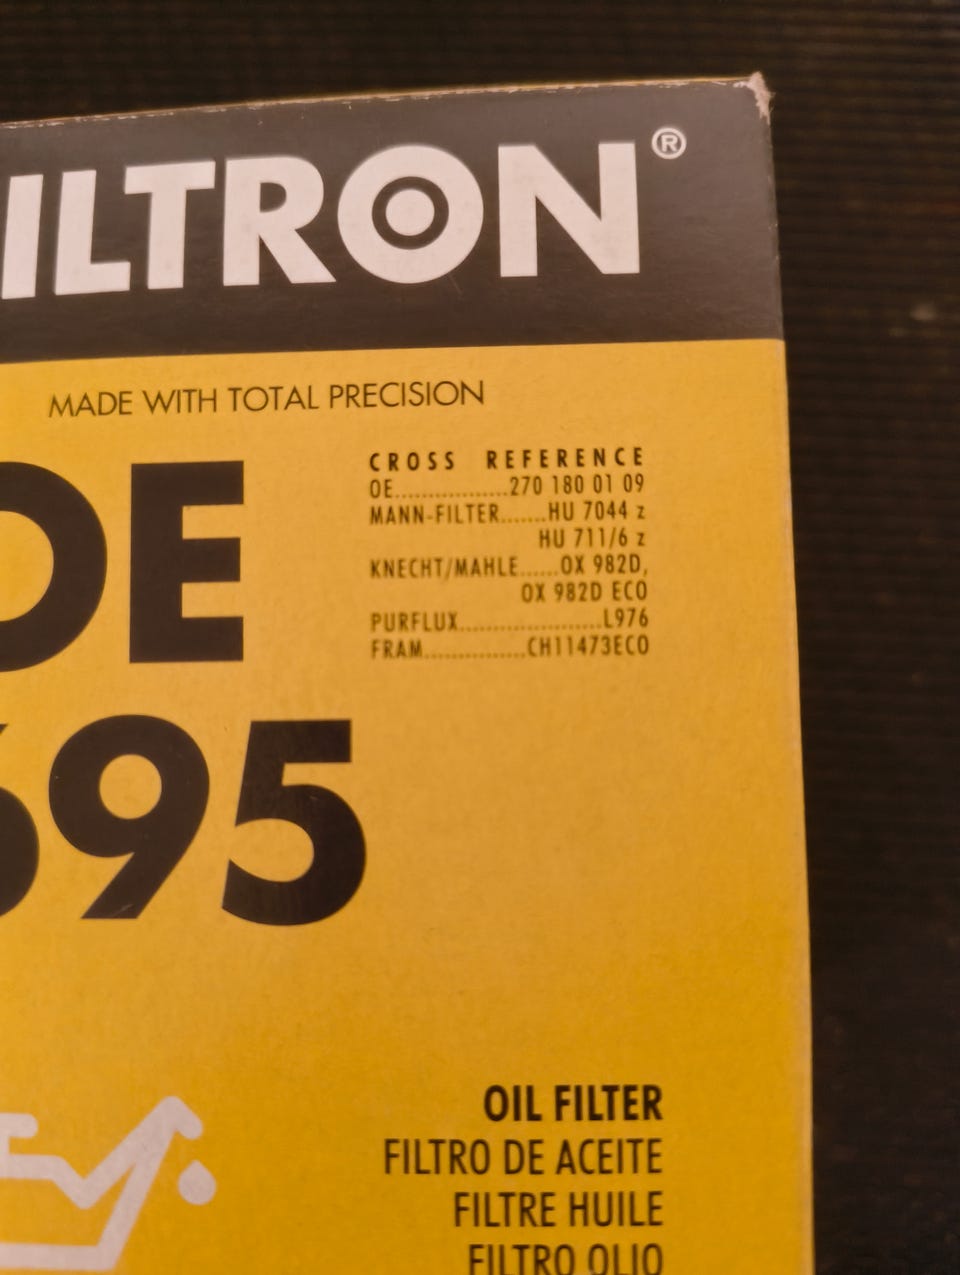 ILTRON®
MADE WITH TOTAL PRECISION
OE
CROSS REFERENCE
OE.................270 180 01 09
MANN-FILTER.......HU 7044 z
HU 711/6 z
KNECHT/MAHLE......OX 982D,
OX 982D ECO
PURFLUX.....................L976
FRAM...............CH11473ECO
695
OIL FILTER
FILTRO DE ACEITE
FILTRE HUILE
FILTRO OLIO